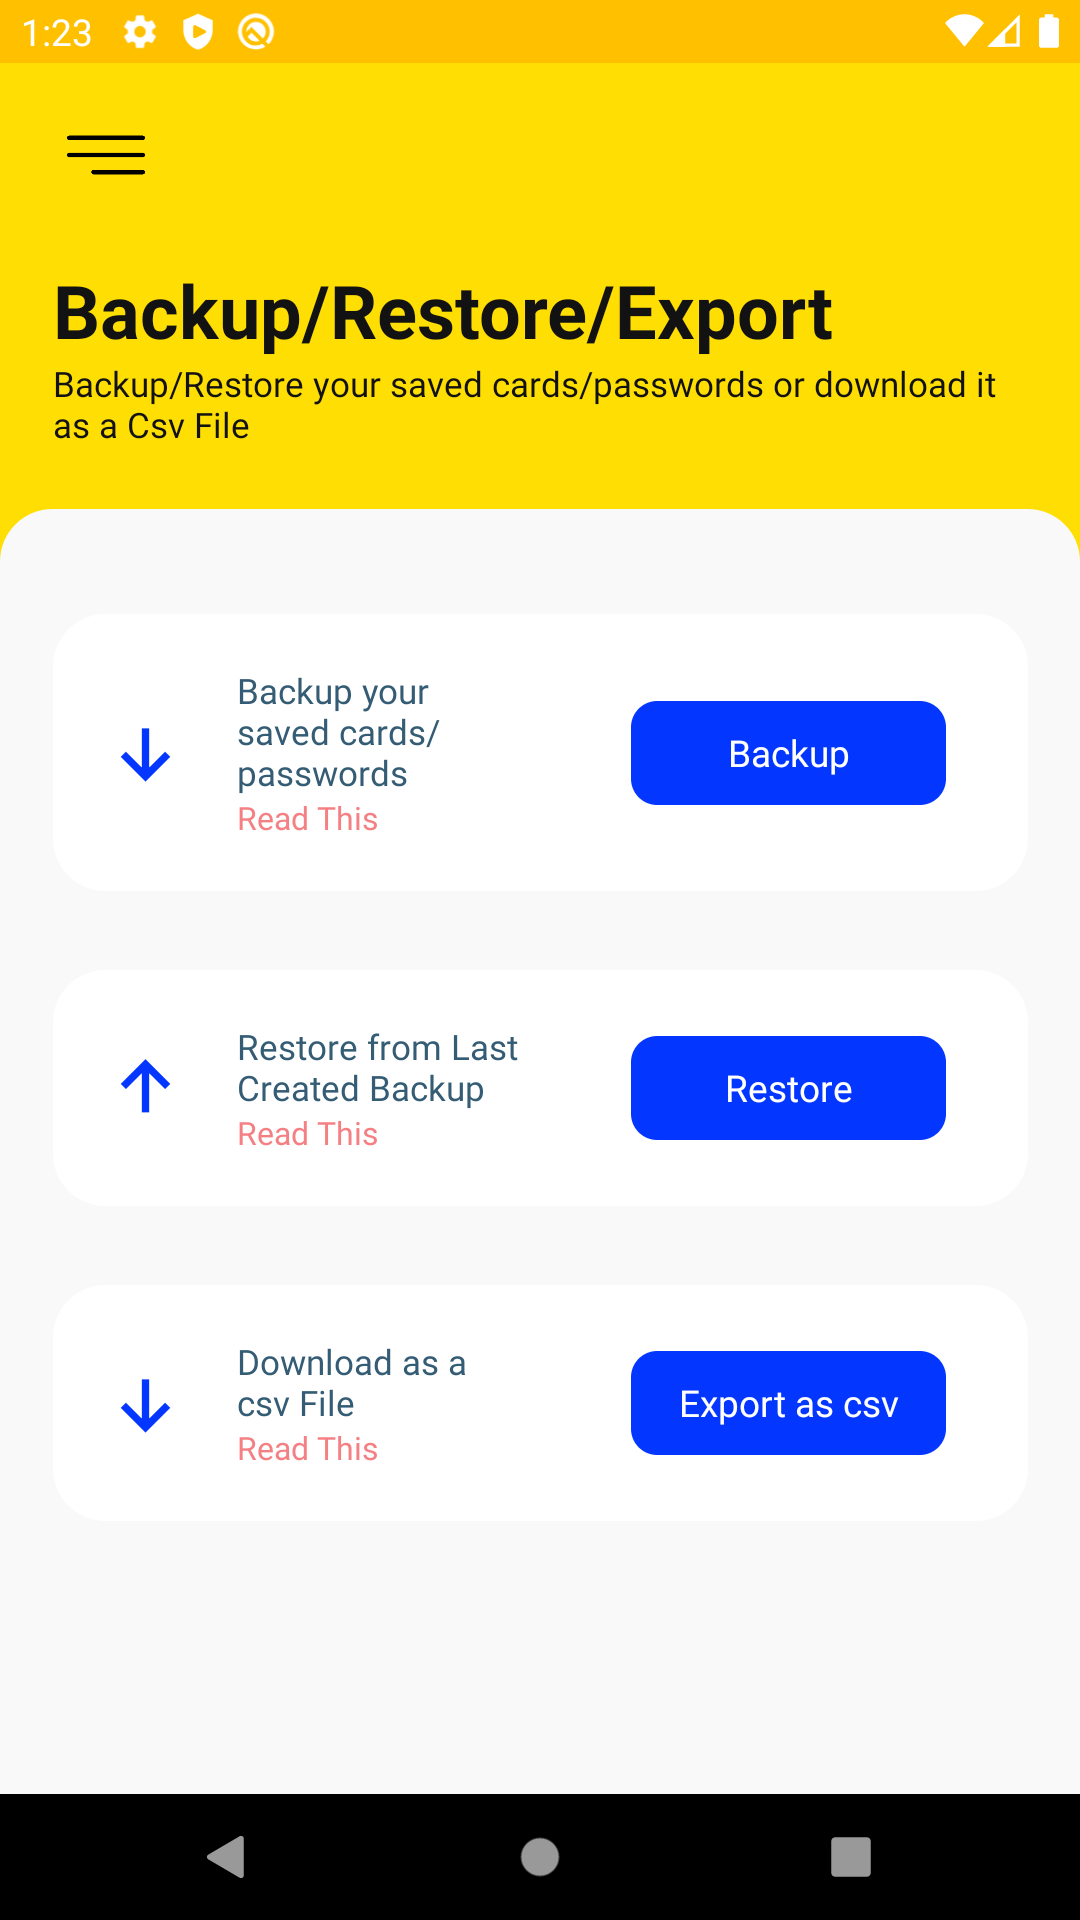 1:23
Backup/Restore/Export
Backup/Restore your saved cards/passwords or download it
as a Csv File
Backup your
saved cards/
passwords
Read This
Backup
Restore from Last
Created Backup
Read This
Restore
Download as a
csv File
Read This
Export as csv